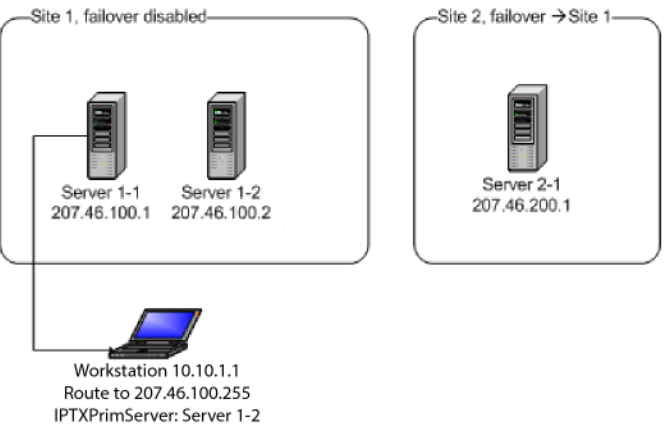 Site 1, failover disabled
Site 2, failover → Site 1
Server 1-1
207.46.100.1
Server 1-2
207.46.100.2
Server 2-1
207.46.200.1
Workstation 10.10.1.1
Route to 207.46.100.255
IPTXPrimServer: Server 1-2